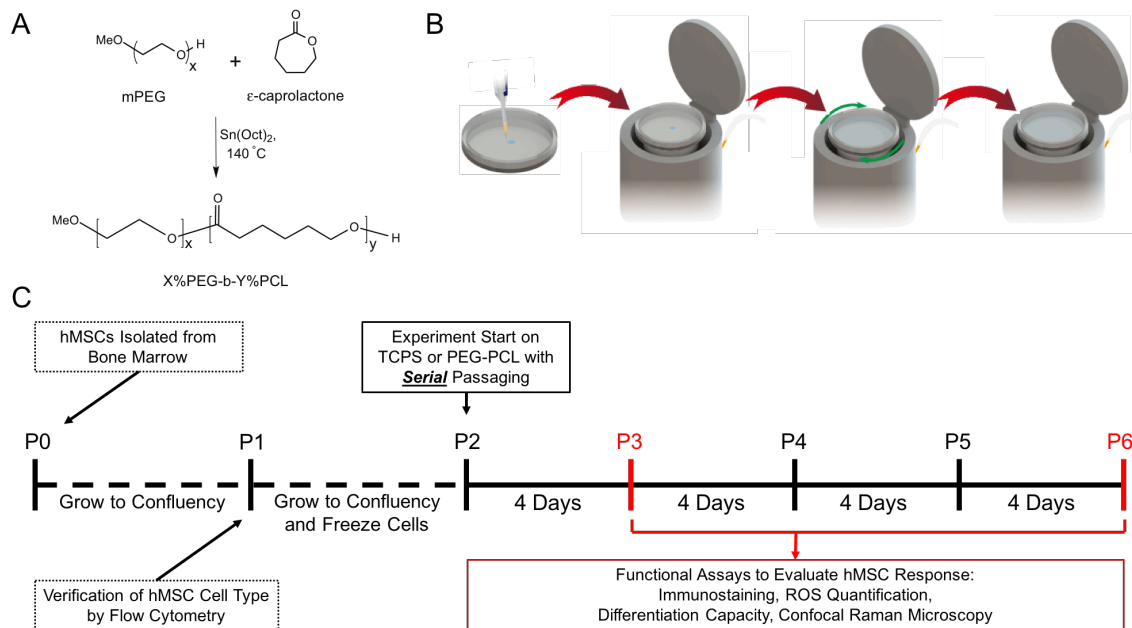 A
MeO
O
H
x
+
O
O
mPEG
ε-caprolactone
Sn(Oct)2,
140 °C
MeO
O
x
O
O
H
y
X%PEG-b-Y%PCL
B
C
hMSCs Isolated from
Bone Marrow
Experiment Start on
TCPS or PEG-PCL with
Serial Passaging
P0
P1
P2
P3
P4
P5
P6
Grow to Confluency
Grow to Confluency
and Freeze Cells
4 Days
4 Days
4 Days
4 Days
Verification of hMSC Cell Type
by Flow Cytometry
Functional Assays to Evaluate hMSC Response:
Immunostaining, ROS Quantification,
Differentiation Capacity, Confocal Raman Microscopy